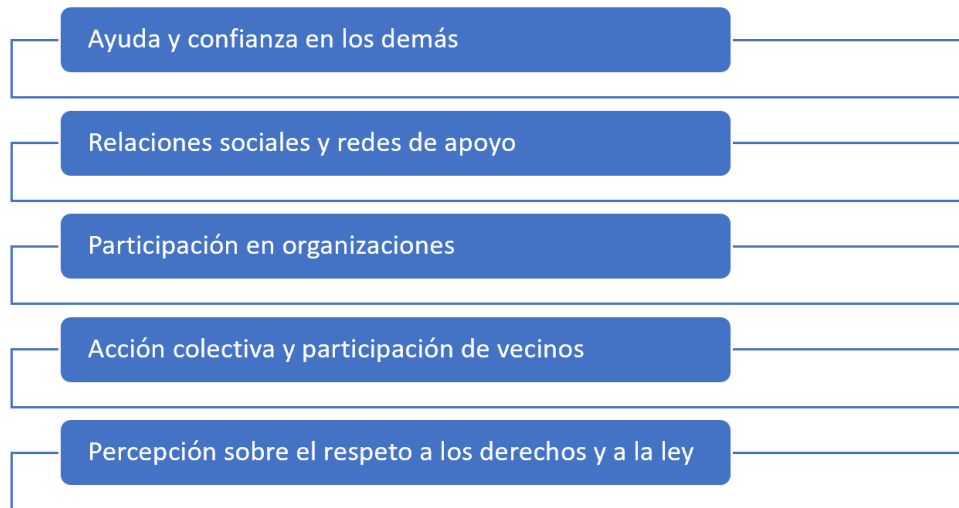 Ayuda y confianza en los demás
Relaciones sociales y redes de apoyo
Participación en organizaciones
Acción colectiva y participación de vecinos
Percepción sobre el respeto a los derechos y a la ley